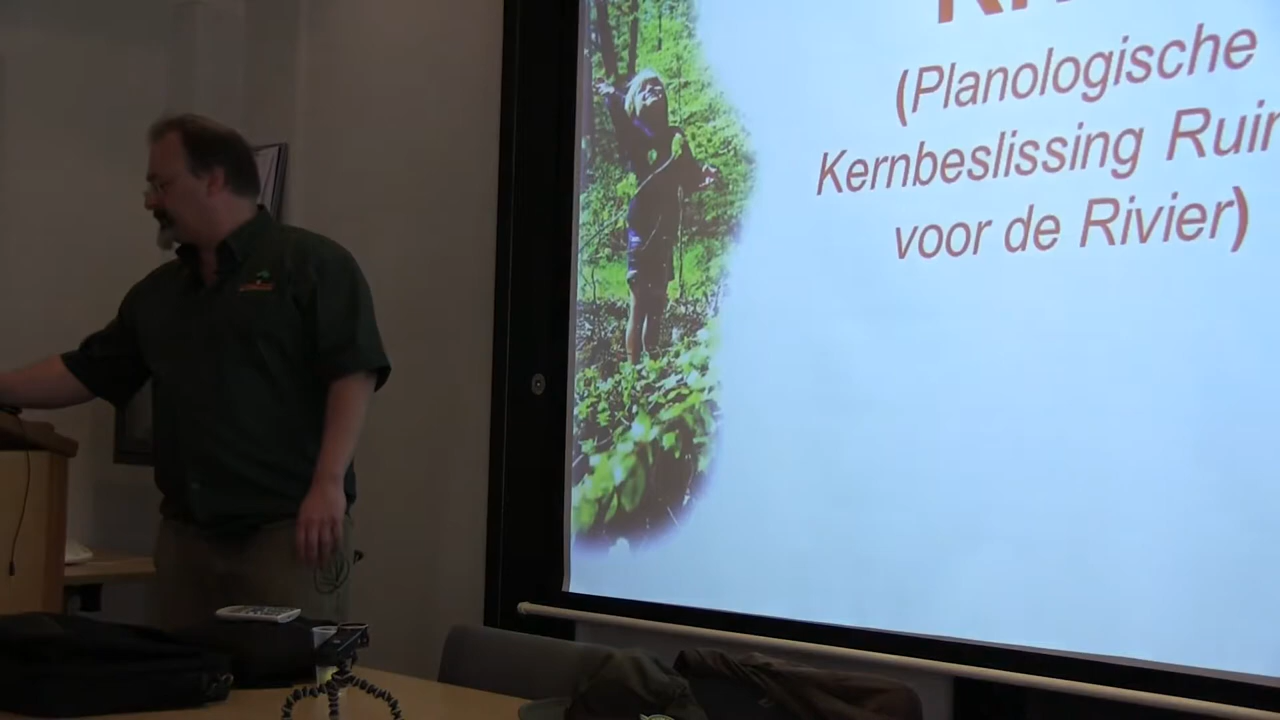 (Planologische
Kernbeslissing
voor de Rivier)